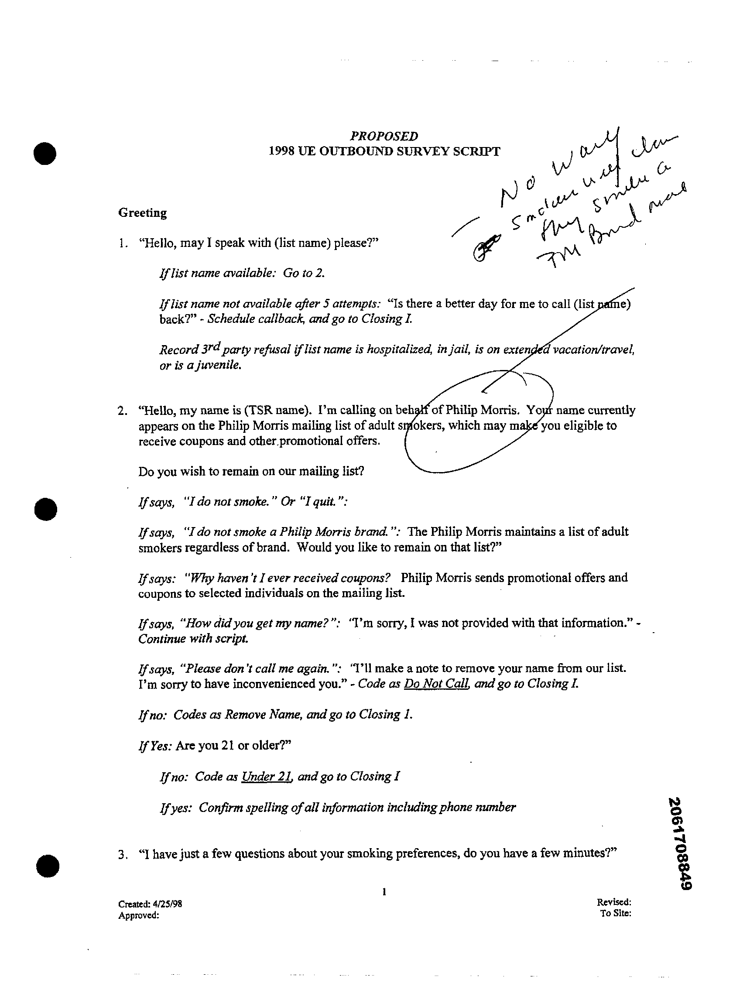 PROPOSED
1998 UE OUTBOUND SURVEY SCRIPT
No way
smoke a
PM Brand
Greeting
1. "Hello, may I speak with (list name) please?"
If list name available: Go to 2.
If list name not available after 5 attempts: "Is there a better day for me to call (list name)
back?" - Schedule callback, and go to Closing I.
Record 3rd party refusal if list name is hospitalized, in jail, is on extended vacation/travel,
or is a juvenile.
2. "Hello, my name is (TSR name). I'm calling on behalf of Philip Morris. Your name currently
appears on the Philip Morris mailing list of adult smokers, which may make you eligible to
receive coupons and other promotional offers.
Do you wish to remain on our mailing list?
If says, "I do not smoke." Or "I quit.":
If says, "I do not smoke a Philip Morris brand.": The Philip Morris maintains a list of adult
smokers regardless of brand. Would you like to remain on that list?"
If says: "Why haven't I ever received coupons? Philip Morris sends promotional offers and
coupons to selected individuals on the mailing list.
If says, "How did you get my name?": "I'm sorry, I was not provided with that information." -
Continue with script.
If says, "Please don't call me again.": "I'll make a note to remove your name from our list.
I'm sorry to have inconvenienced you." - Code as Do Not Call, and go to Closing I.
If no: Codes as Remove Name, and go to Closing 1.
If Yes: Are you 21 or older?"
If no: Code as Under 21, and go to Closing I
If yes: Confirm spelling of all information including phone number
3. "I have just a few questions about your smoking preferences, do you have a few minutes?"
2061708849
1
Created: 4/25/98
Approved:
Revised:
To Site: